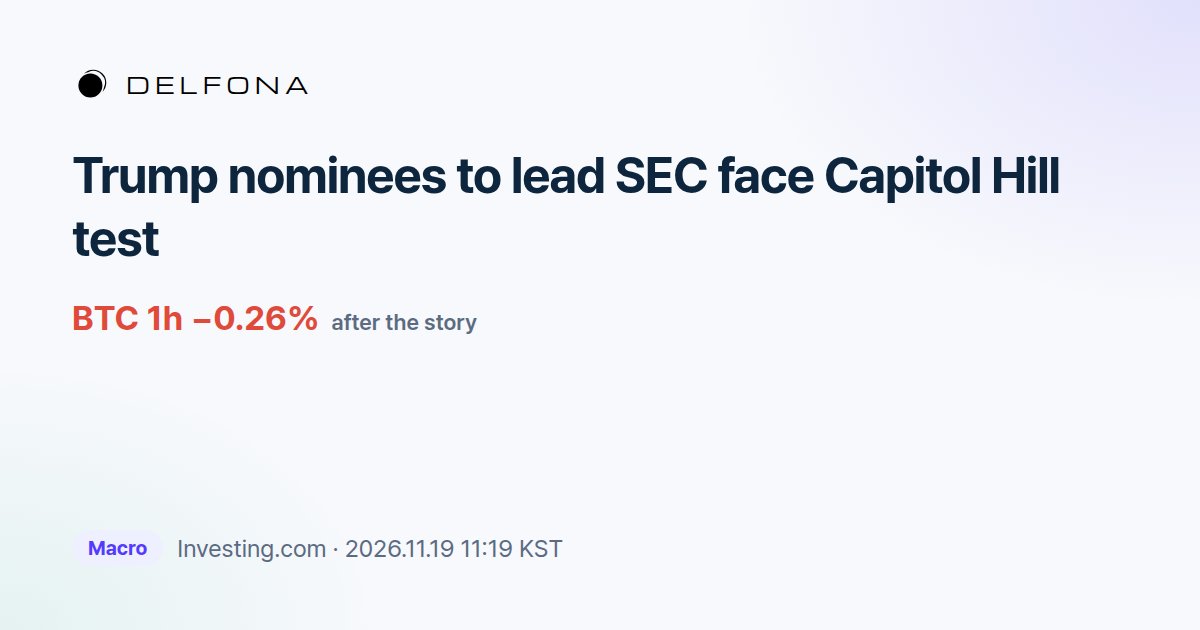 DELFONA
Trump nominees to lead SEC face Capitol Hill
test
BTC 1h −0.26% after the story
Macro Investing.com · 2026.11.19 11:19 KST